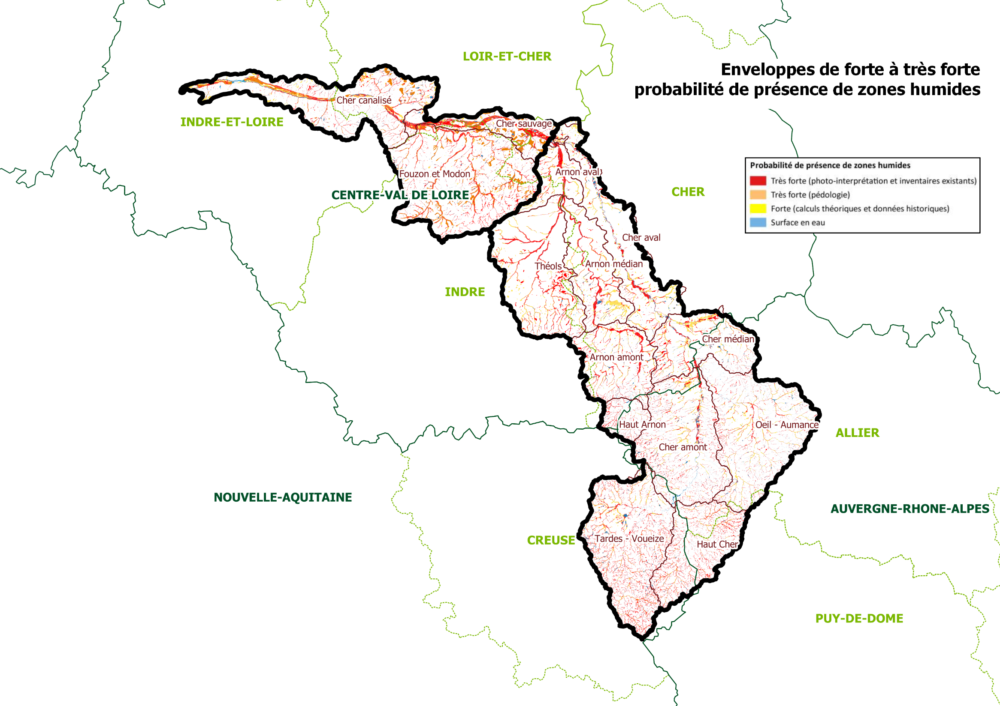 LOIR-ET-CHER
Enveloppes de forte à très forte
probabilité de présence de zones humides
Cher canalisé
INDRE-ET-LOIRE
Cher sauvage
Probabilité de présence de zones humides
Très forte (photo-interprétation et inventaires existants)
Très forte (pédologie)
Forte (calculs théoriques et données historiques)
Surface en eau
Arnon aval
Fouzon et Modon
CHER
CENTRE-VAL DE LOIRE
Cher aval
Théols
Arnon médian
INDRE
Cher médian
Arnon amont
Haut Arnon
Oeil - Aumance
ALLIER
Cher amont
NOUVELLE-AQUITAINE
AUVERGNE-RHONE-ALPES
CREUSE
Tardes - Voueize
Haut Cher
PUY-DE-DOME